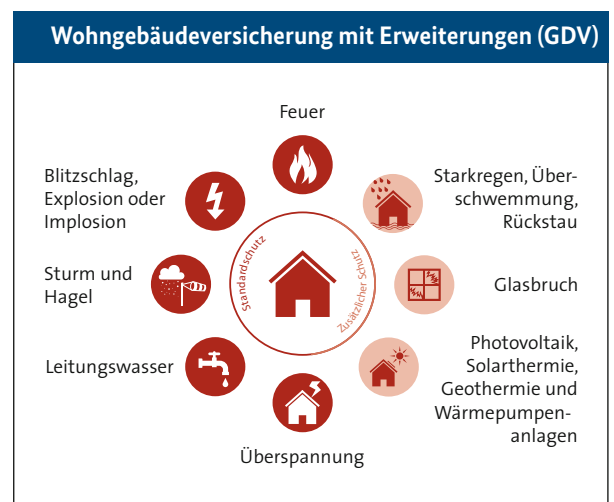 Wohngebäudeversicherung mit Erweiterungen (GDV)
Feuer
Blitzschlag,
Explosion oder
Implosion
Starkregen, Über-
schwemmung,
Rückstau
Standardschutz
Zusätzlicher Schutz
Sturm und
Hagel
Glasbruch
Leitungswasser
Photovoltaik,
Solarthermie,
Geothermie und
Wärmepumpen-
anlagen
Überspannung